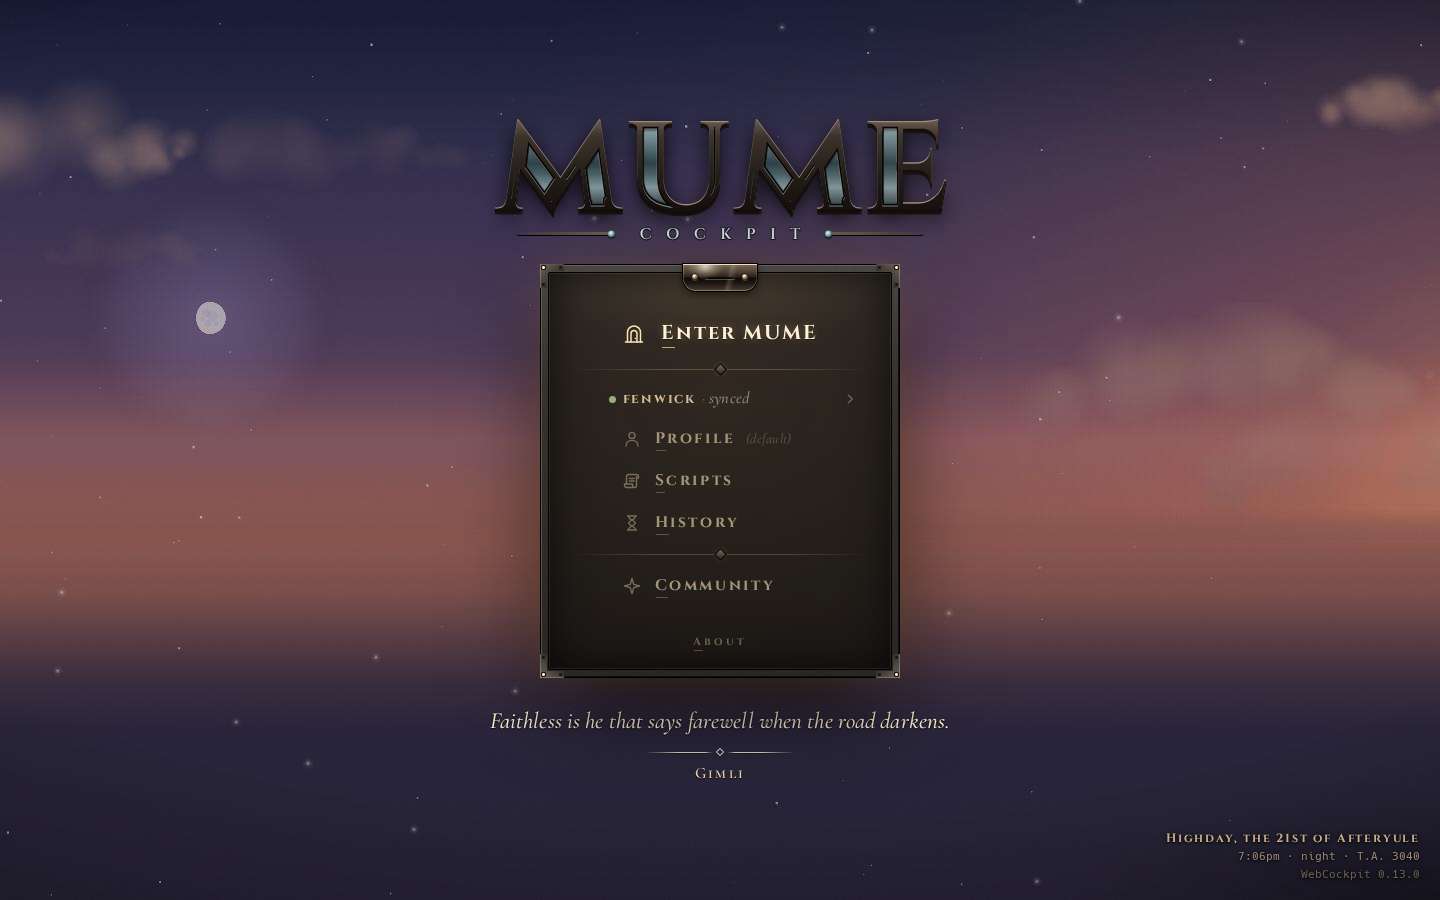 MUME
COCKPIT
Enter MUME
FENWICK · synced
Profile (default)
Scripts
History
Community
About
Faithless is he that says farewell when the road darkens.
Gimli
Highday, the 21st of Afteryule
7:06pm · night · T.A. 3040
WebCockpit 0.13.0